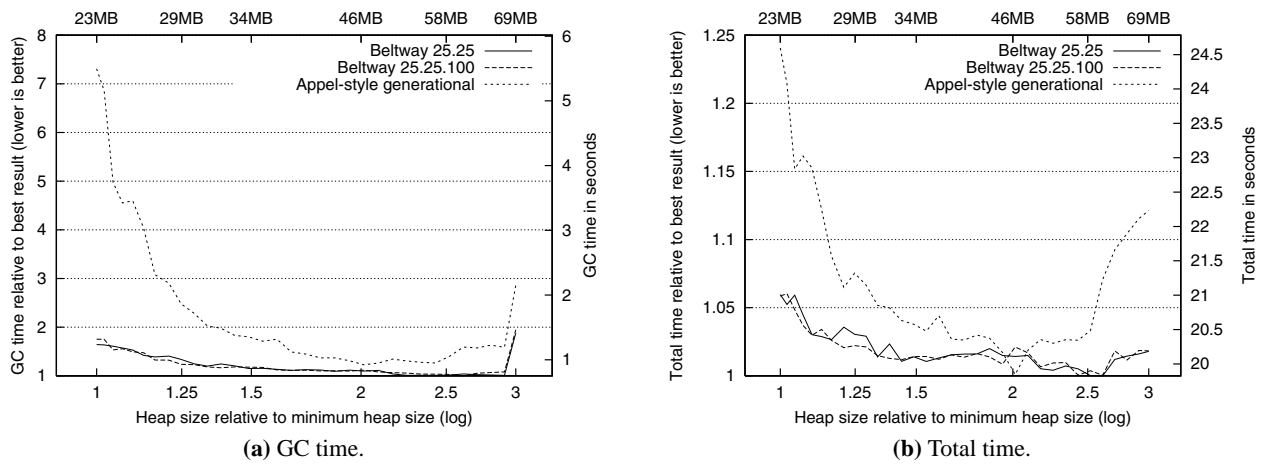 23MB 29MB 34MB 46MB 58MB 69MB
8
7
6
5
4
3
2
1
GC time relative to best result (lower is better)
Beltway 25.25
Beltway 25.25.100
Appel-style generational
6
5
4
3
2
1
GC time in seconds
1 1.25 1.5 2 2.5 3
Heap size relative to minimum heap size (log)
(a) GC time.
23MB 29MB 34MB 46MB 58MB 69MB
1.25
1.2
1.15
1.1
1.05
1
Total time relative to best result (lower is better)
Beltway 25.25
Beltway 25.25.100
Appel-style generational
24.5
24
23.5
23
22.5
22
21.5
21
20.5
20
Total time in seconds
1 1.25 1.5 2 2.5 3
Heap size relative to minimum heap size (log)
(b) Total time.